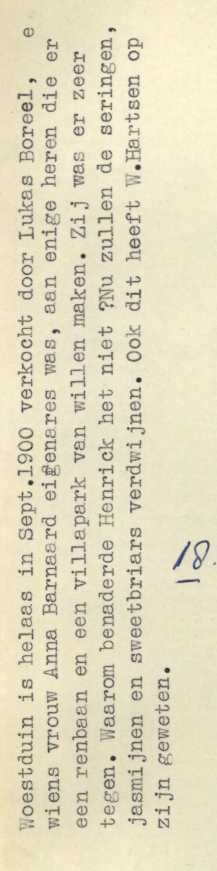 Woestduin is helaas in Sept.1900 verkocht door Lukas Boreel, e
wiens vrouw Anna Barnaard eigenares was, aan enige heren die er
een renbaan en een villapark van willen maken. Zij was er zeer
tegen. Waarom benaderde Henrick het niet ?Nu zullen de seringen,
jasmijnen en sweetbriars verdwijnen. Ook dit heeft W.Hartsen op
zijn geweten.
18.